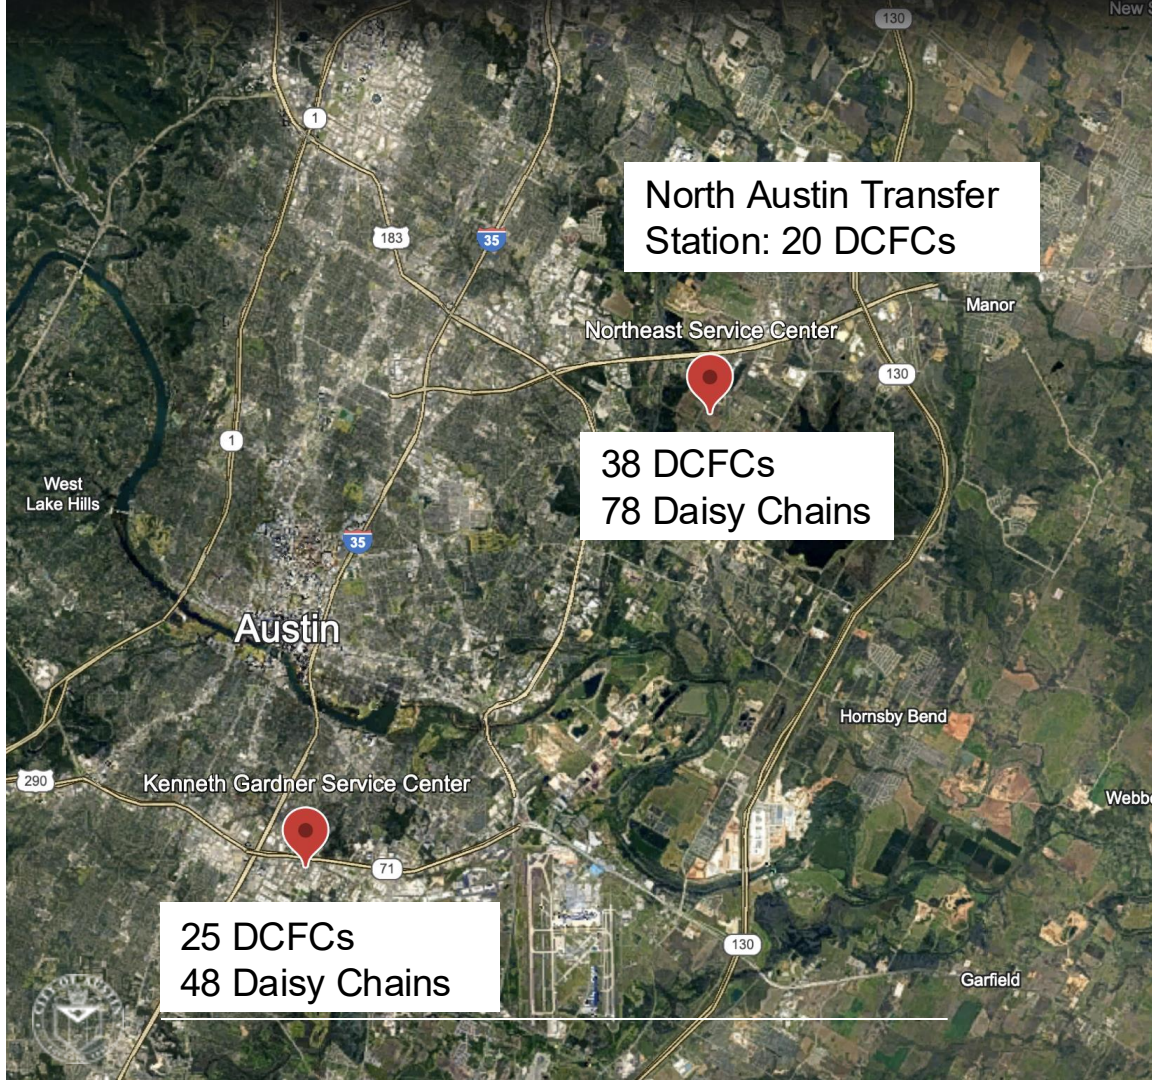 130
New
1
North Austin Transfer
Station: 20 DCFCs
183
35
Manor
Northeast Service Center
130
1
38 DCFCs
78 Daisy Chains
West
Lake Hills
35
Austin
Hornsby Bend
290
Kenneth Gardner Service Center
71
25 DCFCs
48 Daisy Chains
130
Garfield